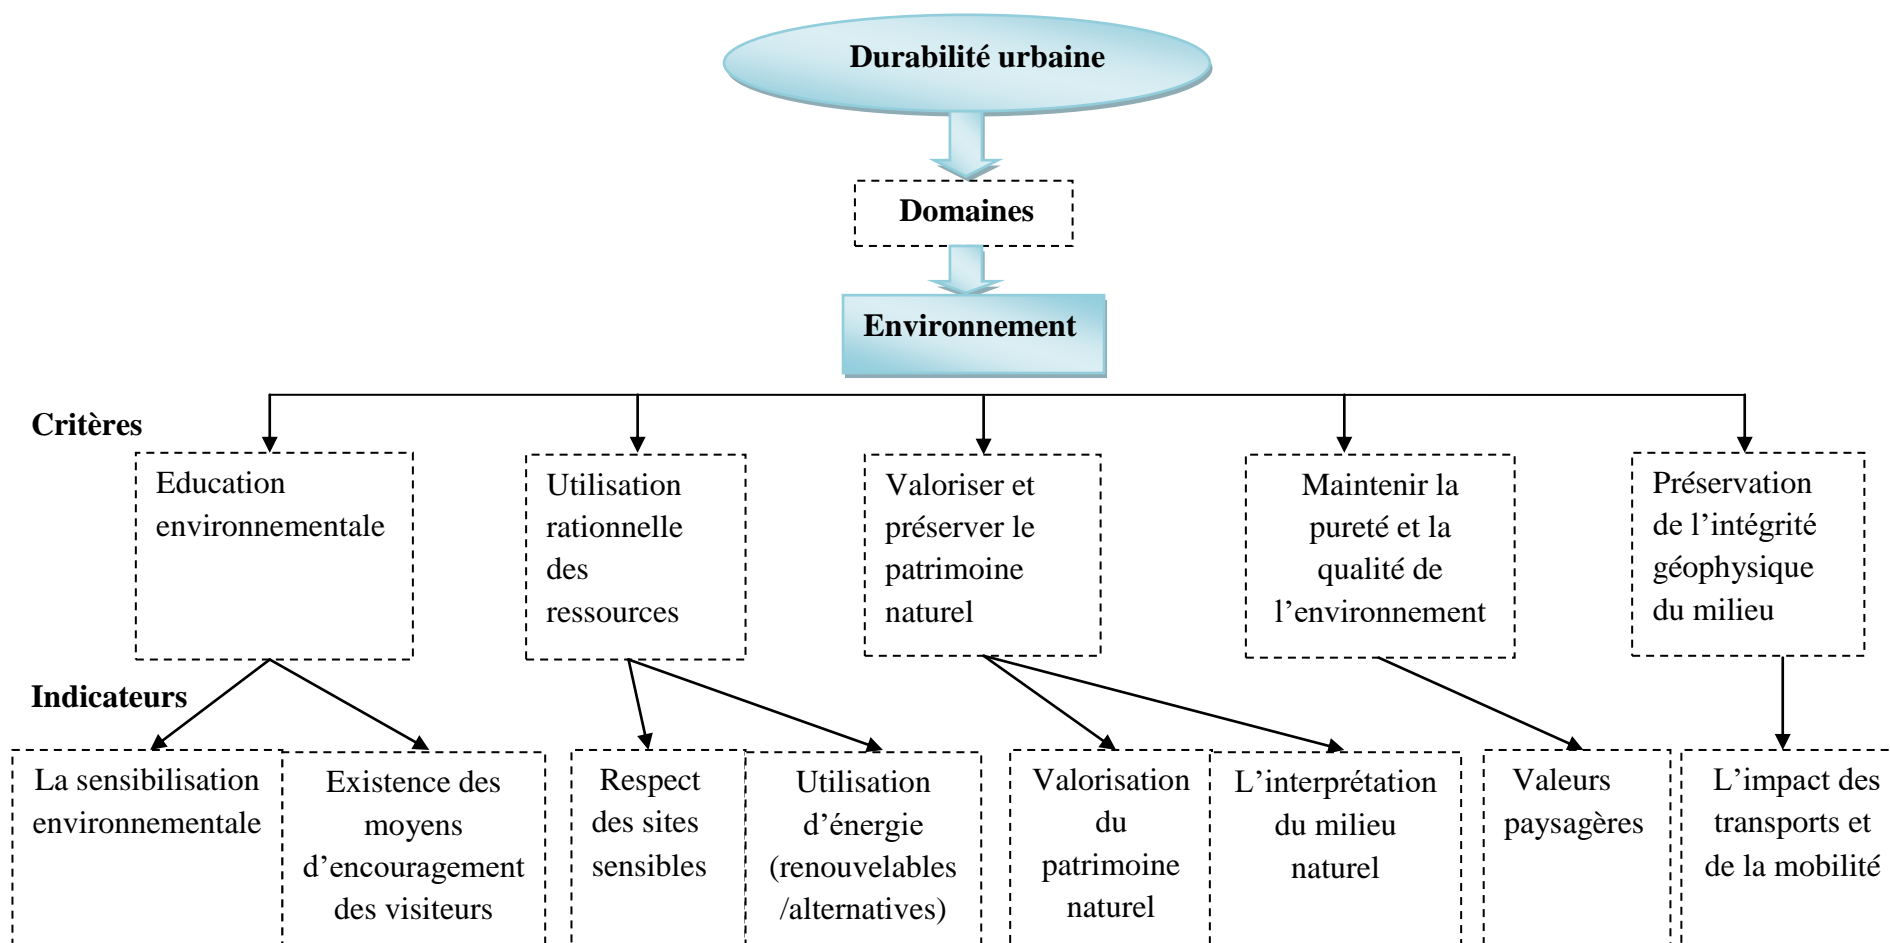 Durabilité urbaine
Domaines
Environnement
Critères
Education
environnementale
Utilisation
rationnelle
des
ressources
Valoriser et
préserver le
patrimoine
naturel
Maintenir la
pureté et la
qualité de
l’environnement
Préservation
de l’intégrité
géophysique
du milieu
Indicateurs
La sensibilisation
environnementale
Existence des
moyens
d’encouragement
des visiteurs
Respect
des sites
sensibles
Utilisation
d’énergie
(renouvelables
/alternatives)
Valorisation
du
patrimoine
naturel
L’interprétation
du milieu
naturel
Valeurs
paysagères
L’impact des
transports et
de la mobilité